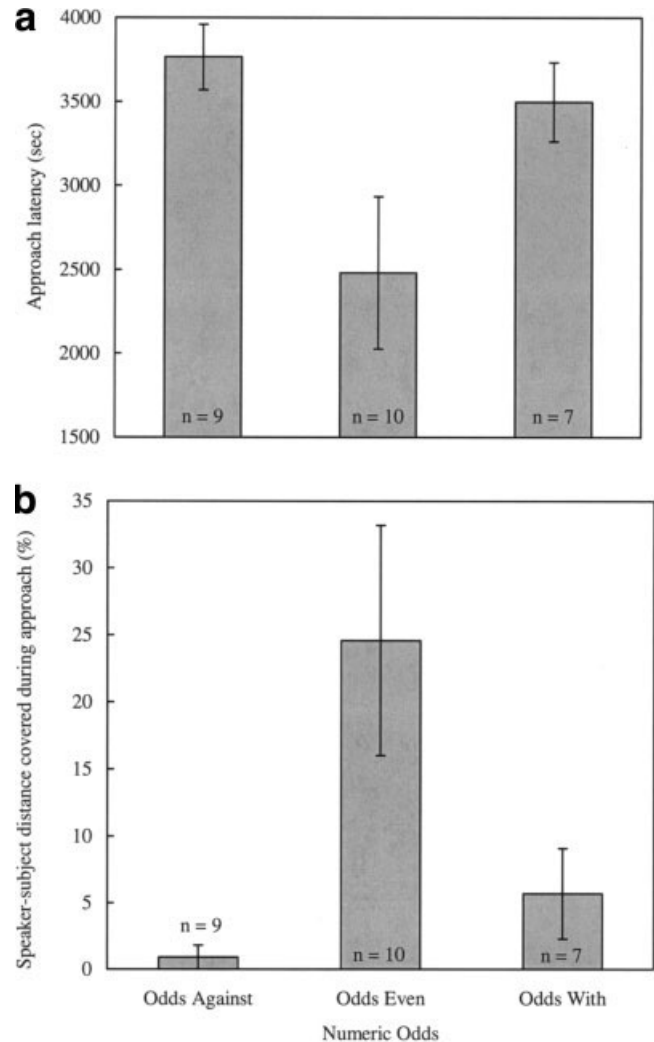 a
Approach latency (sec)
4000
3500
3000
2500
2000
1500
n = 9
n = 10
n = 7
b
Speaker-subject distance covered during approach (%)
35
30
25
20
15
10
5
0
n = 9
n = 10
n = 7
Odds Against
Odds Even
Odds With
Numeric Odds